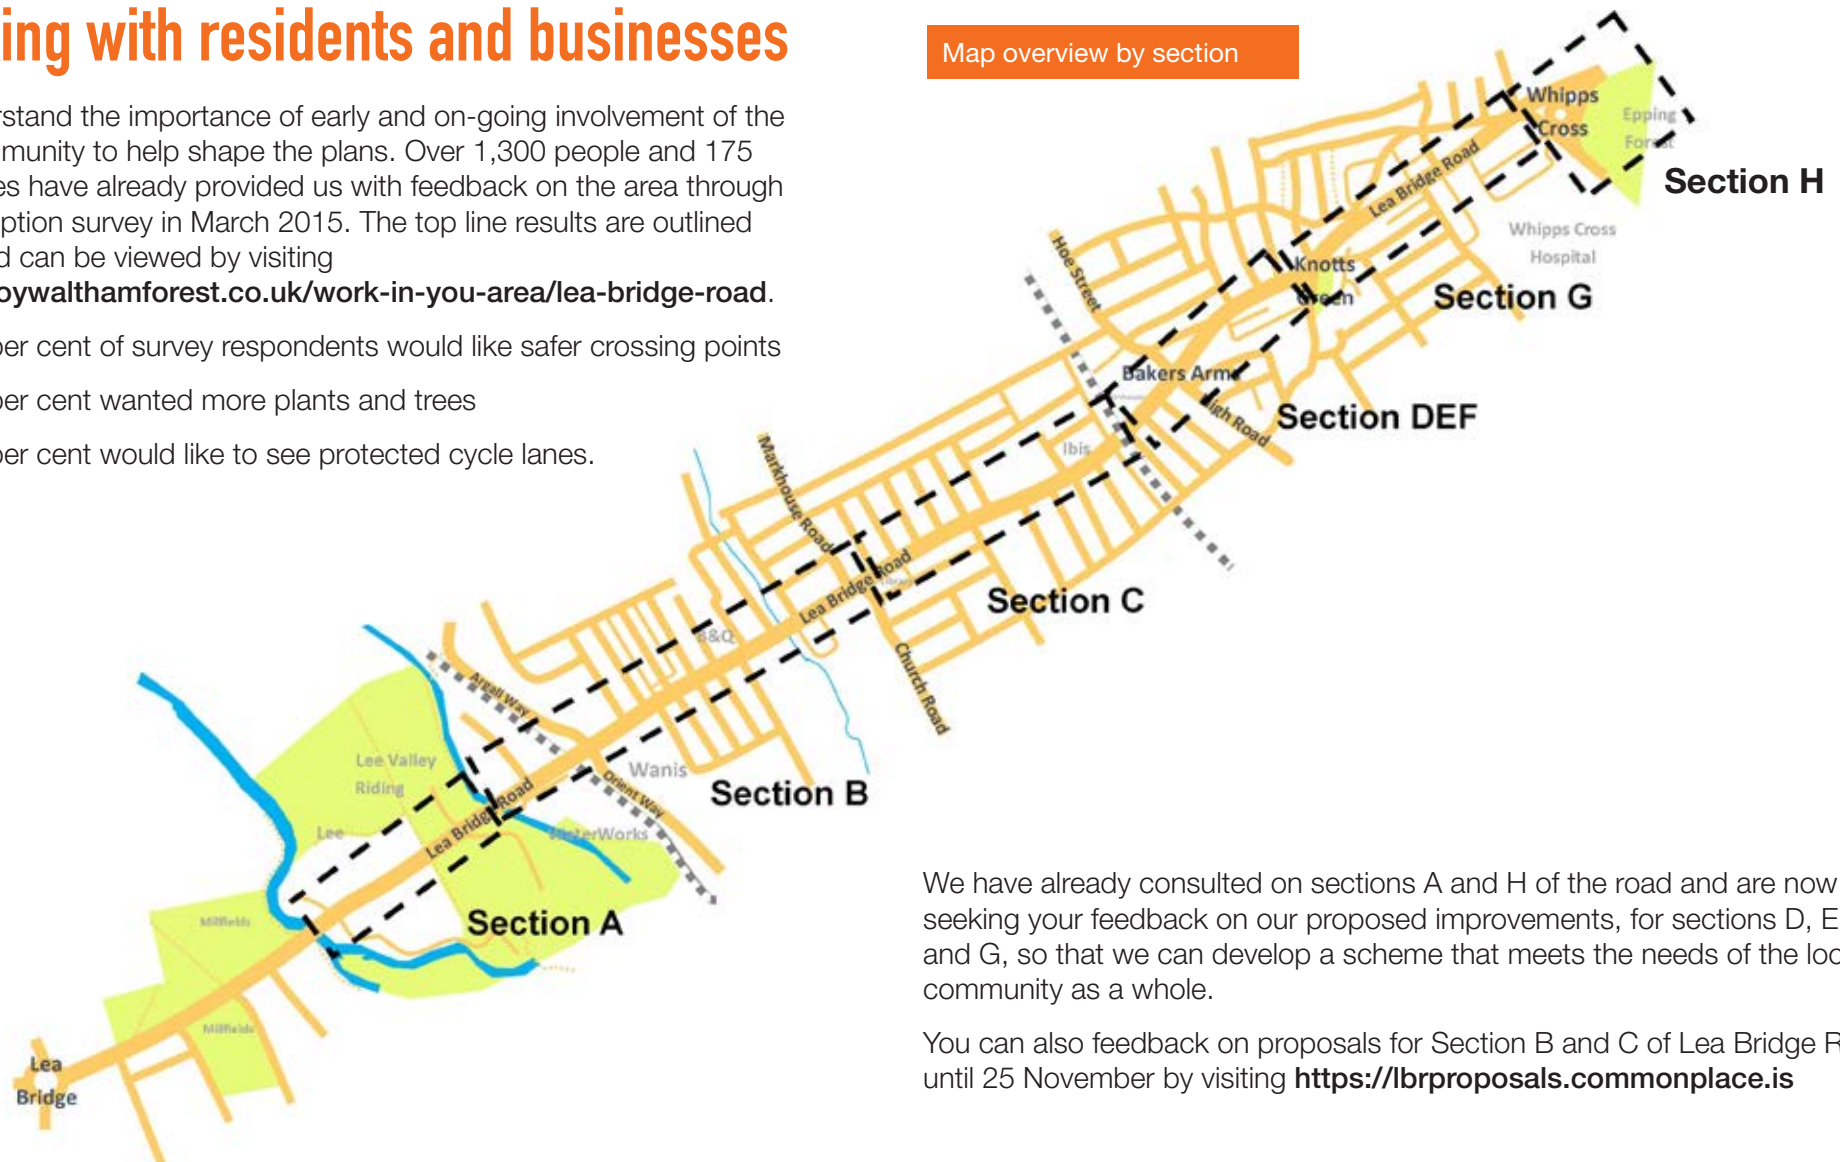 ing with residents and businesses
rstand the importance of early and on-going involvement of the
munity to help shape the plans. Over 1,300 people and 175
es have already provided us with feedback on the area through
ption survey in March 2015. The top line results are outlined
d can be viewed by visiting
oywalthamforest.co.uk/work-in-you-area/lea-bridge-road.
per cent of survey respondents would like safer crossing points
per cent wanted more plants and trees
per cent would like to see protected cycle lanes.
Map overview by section
Whipps
Cross
Epping
Forest
Section H
Lea Bridge Road
Whipps Cross
Hospital
Hoe Street
Knotts
Green
Section G
Bakers Arms
High Road
Section DEF
Ibis
Markhouse Road
Lea Bridge Road
Library
Section C
B&Q
Church Road
Argall Way
Lee Valley
Riding
Wanis
Orient Way
Section B
Lea Bridge Road
WaterWorks
Lee
Section A
Millfields
Millfields
Lea
Bridge
We have already consulted on sections A and H of the road and are now
seeking your feedback on our proposed improvements, for sections D, E
and G, so that we can develop a scheme that meets the needs of the loc
community as a whole.
You can also feedback on proposals for Section B and C of Lea Bridge R
until 25 November by visiting https://lbrproposals.commonplace.is